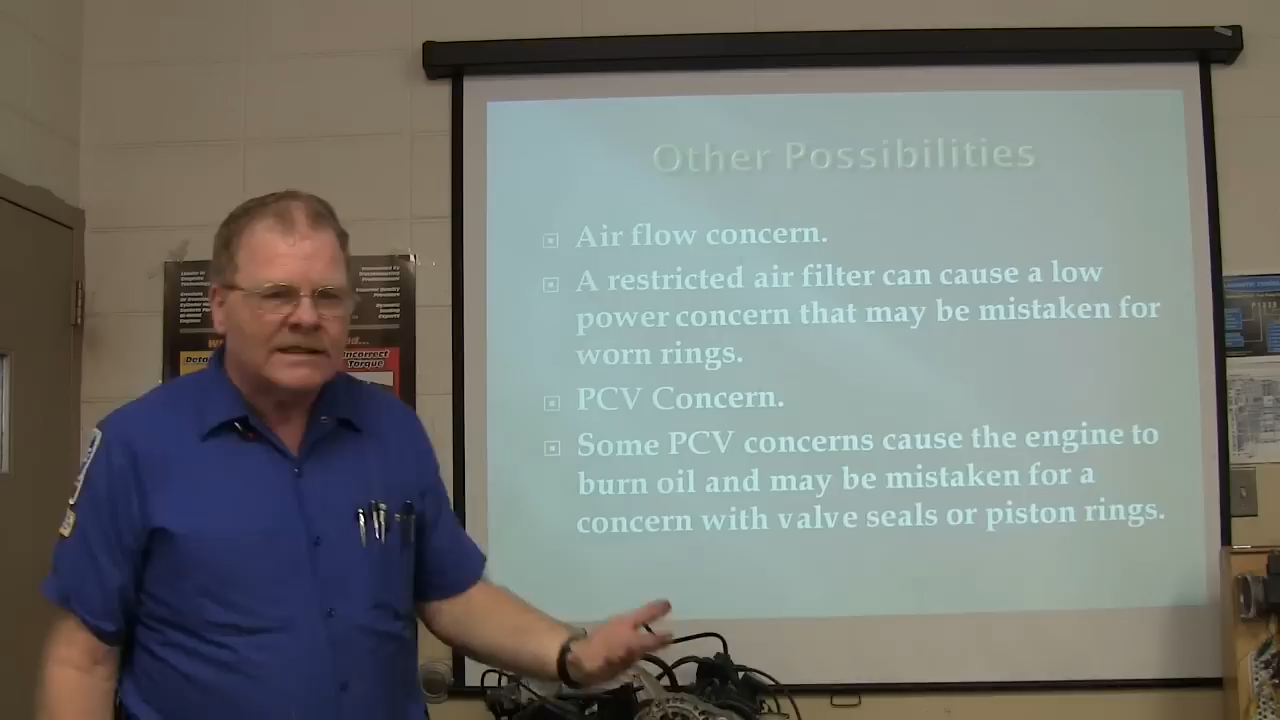 Other Possibilities
Air flow concern.
A restricted air filter can cause a low
power concern that may be mistaken for
worn rings.
PCV Concern.
Some PCV concerns cause the engine to
burn oil and may be mistaken for a
concern with valve seals or piston rings.
Incorrect
Torque